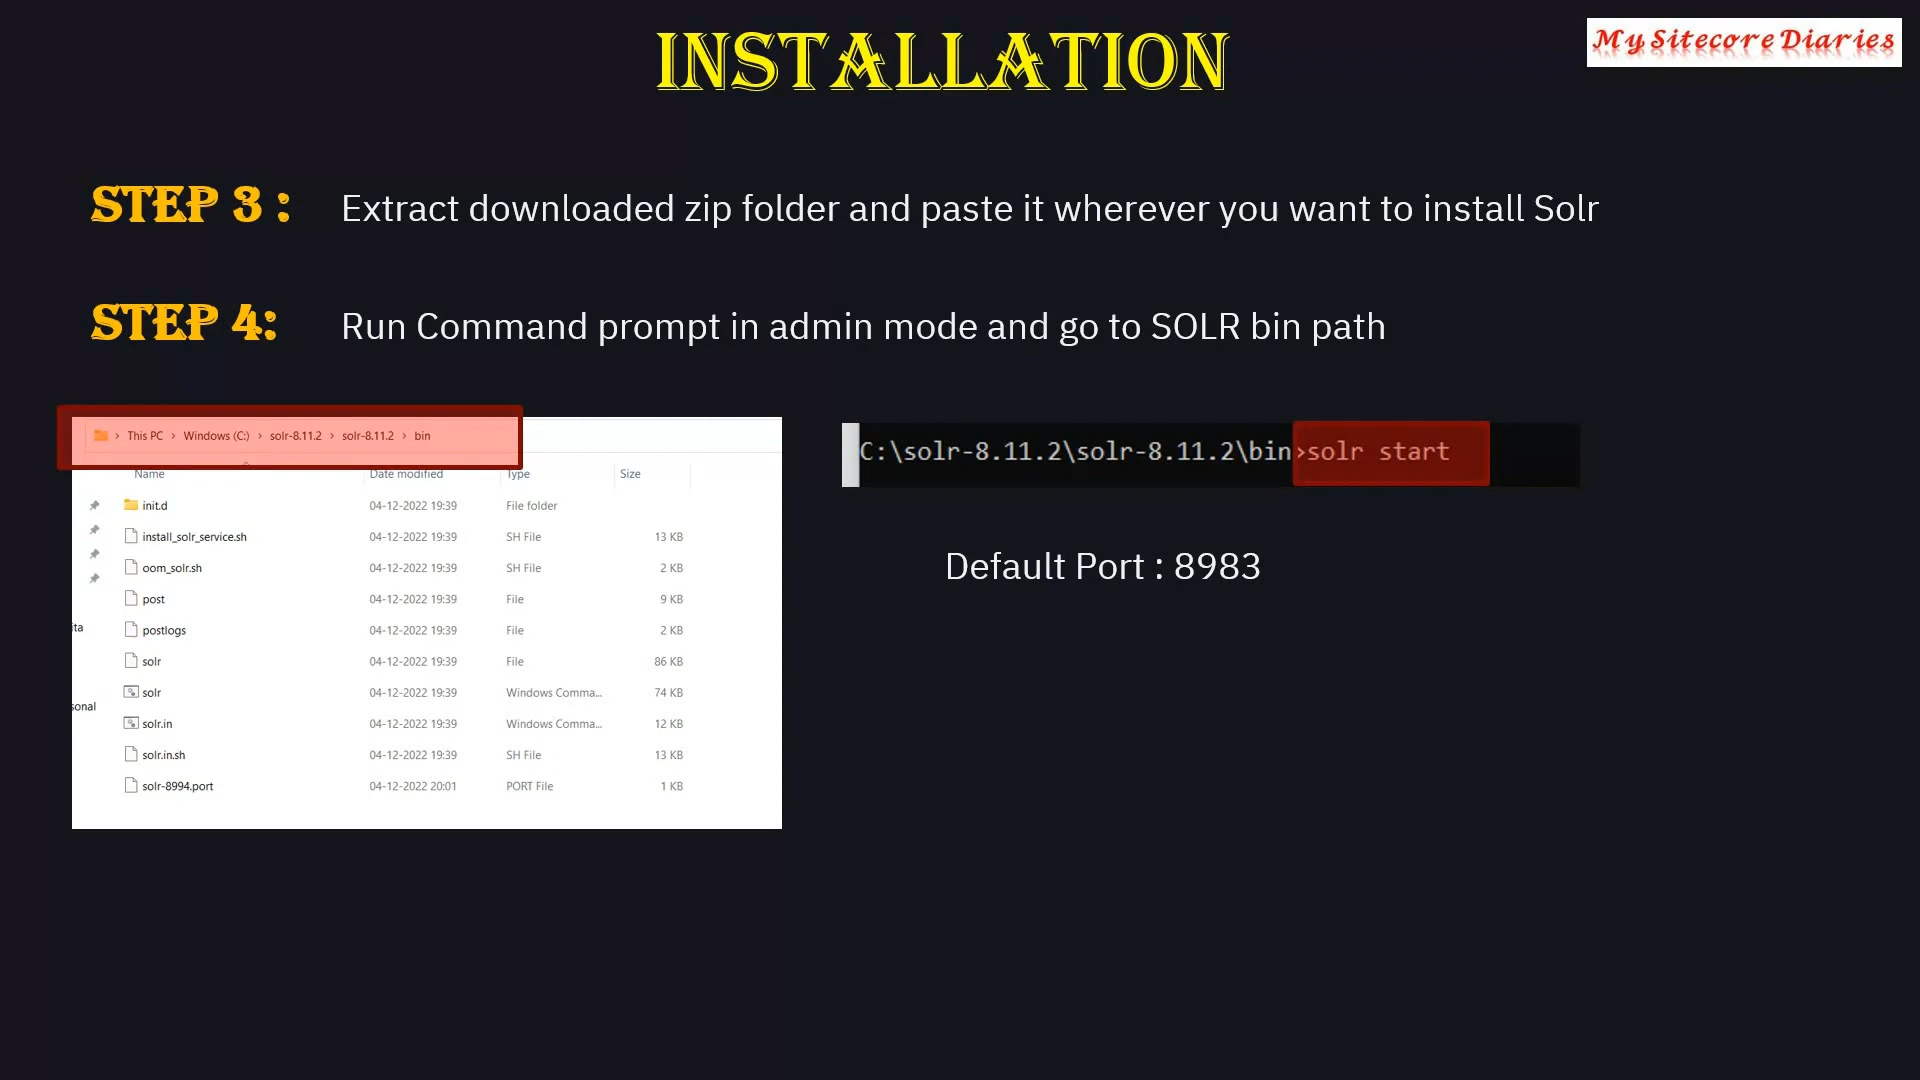 INSTALLATION
My Sitecore Diaries
STEP 3 : Extract downloaded zip folder and paste it wherever you want to install Solr
STEP 4: Run Command prompt in admin mode and go to SOLR bin path
› This PC › Windows (C:) › solr-8.11.2 › solr-8.11.2 › bin
Name Date modified Type Size
init.d 04-12-2022 19:39 File folder
install_solr_service.sh 04-12-2022 19:39 SH File 13 KB
oom_solr.sh 04-12-2022 19:39 SH File 2 KB
post 04-12-2022 19:39 File 9 KB
ita
postlogs 04-12-2022 19:39 File 2 KB
solr 04-12-2022 19:39 File 86 KB
solr 04-12-2022 19:39 Windows Comma... 74 KB
sonal
solr.in 04-12-2022 19:39 Windows Comma... 12 KB
solr.in.sh 04-12-2022 19:39 SH File 13 KB
solr-8994.port 04-12-2022 20:01 PORT File 1 KB
C:\solr-8.11.2\solr-8.11.2\bin>solr start
Default Port : 8983